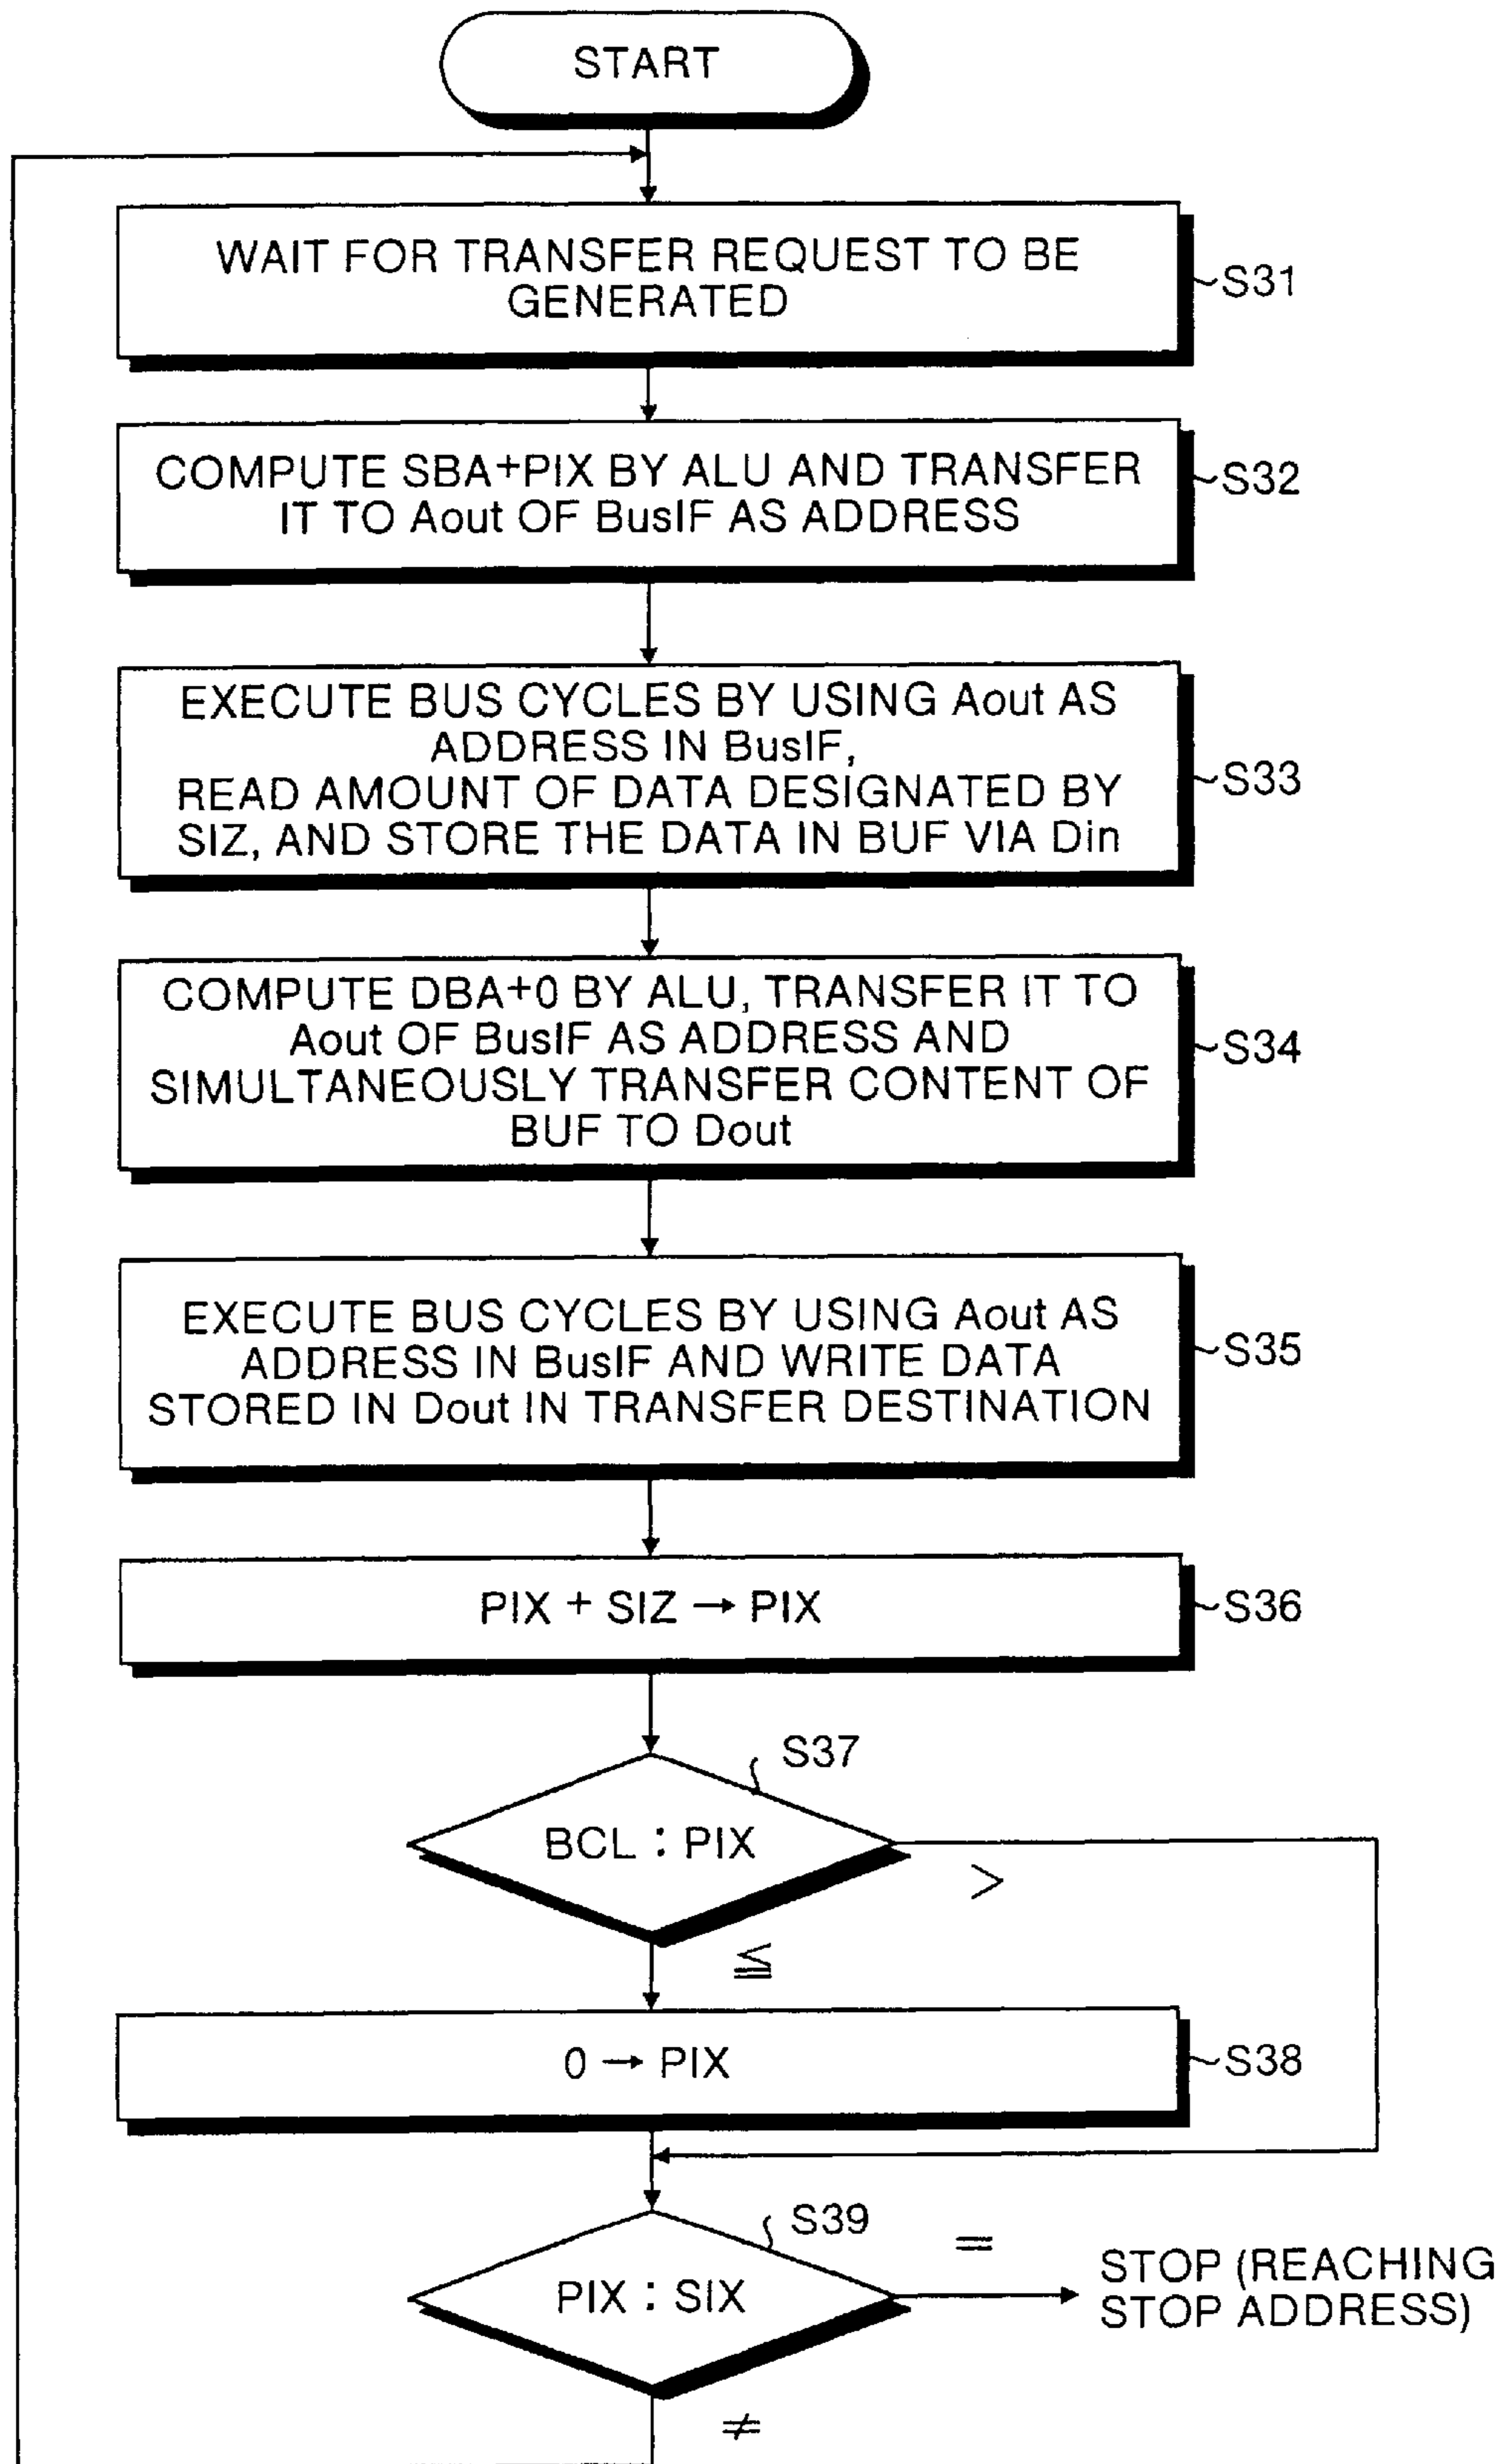 START
WAIT FOR TRANSFER REQUEST TO BE
GENERATED
S31
COMPUTE SBA+PIX BY ALU AND TRANSFER
IT TO Aout OF BusIF AS ADDRESS
S32
EXECUTE BUS CYCLES BY USING Aout AS
ADDRESS IN BusIF,
READ AMOUNT OF DATA DESIGNATED BY
SIZ, AND STORE THE DATA IN BUF VIA Din
S33
COMPUTE DBA+0 BY ALU, TRANSFER IT TO
Aout OF BusIF AS ADDRESS AND
SIMULTANEOUSLY TRANSFER CONTENT OF
BUF TO Dout
S34
EXECUTE BUS CYCLES BY USING Aout AS
ADDRESS IN BusIF AND WRITE DATA
STORED IN Dout IN TRANSFER DESTINATION
S35
PIX + SIZ → PIX
S36
S37
BCL : PIX
>
≦
0 → PIX
S38
S39
PIX : SIX
=
STOP (REACHING
STOP ADDRESS)
≠